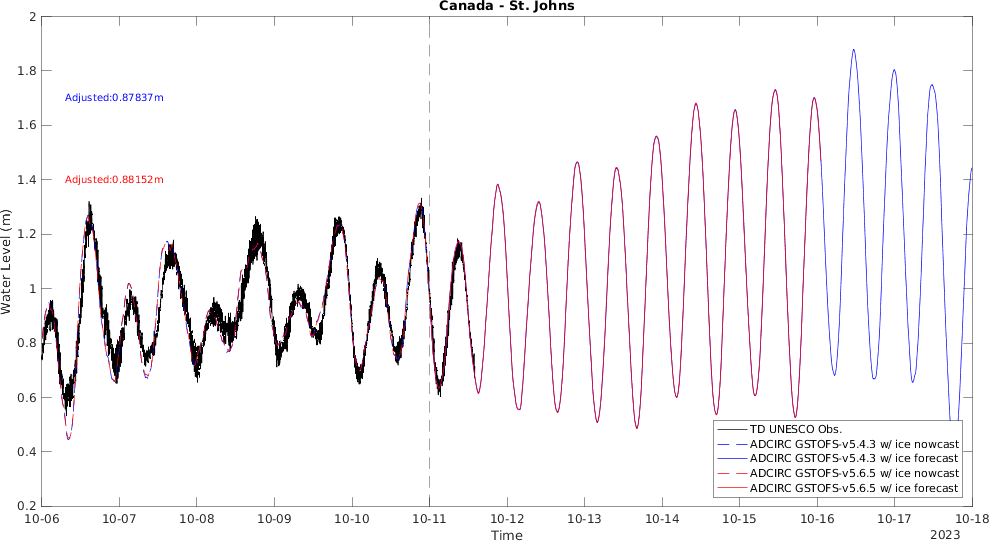 Canada - St. Johns
2
1.8
1.6
1.4
1.2
1
0.8
0.6
0.4
0.2
Water Level (m)
Adjusted:0.87837m
Adjusted:0.88152m
TD UNESCO Obs.
ADCIRC GSTOFS-v5.4.3 w/ ice nowcast
ADCIRC GSTOFS-v5.4.3 w/ ice forecast
ADCIRC GSTOFS-v5.6.5 w/ ice nowcast
ADCIRC GSTOFS-v5.6.5 w/ ice forecast
10-06 10-07 10-08 10-09 10-10 10-11 10-12 10-13 10-14 10-15 10-16 10-17 10-18
Time
2023